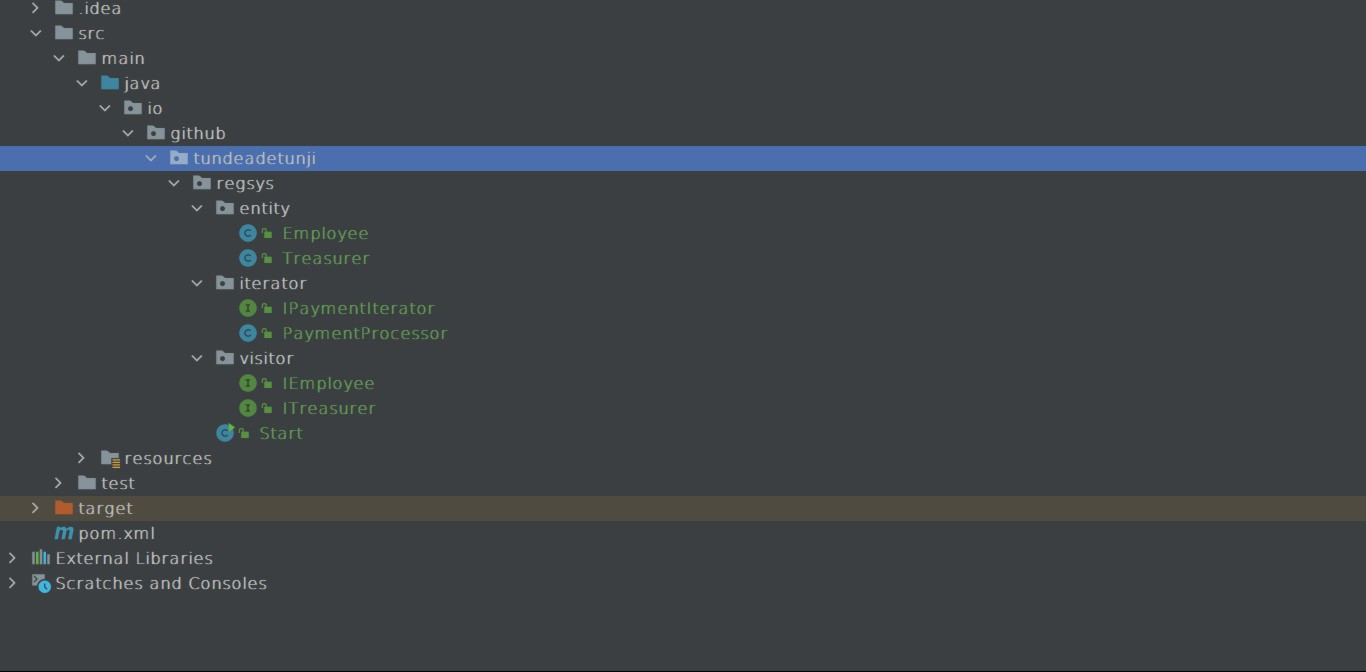 .idea
src
main
java
io
github
tundeadetunji
regsys
entity
Employee
Treasurer
iterator
IPaymentIterator
PaymentProcessor
visitor
IEmployee
ITreasurer
Start
resources
test
target
pom.xml
External Libraries
Scratches and Consoles